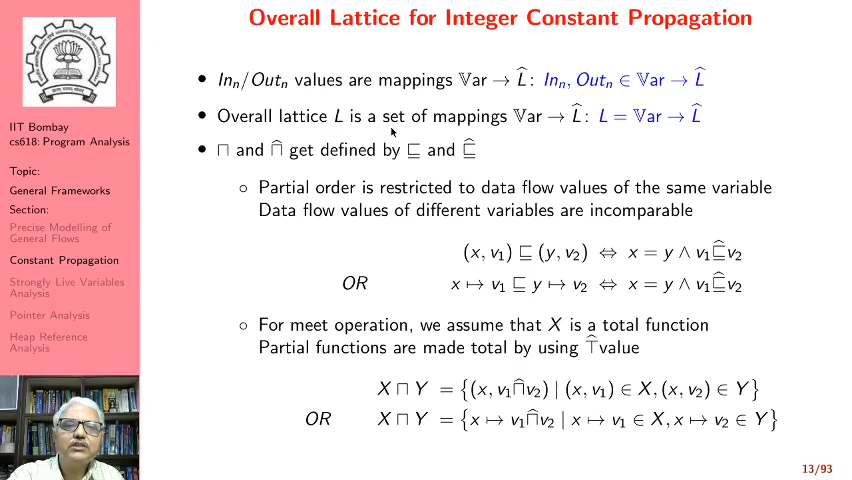 Overall Lattice for Integer Constant Propagation
IIT Bombay
cs618: Program Analysis
Topic:
General Frameworks
Section:
Precise Modelling of
General Flows
Constant Propagation
Strongly Live Variables
Analysis
Pointer Analysis
Heap Reference
Analysis
• Inₙ/Outₙ values are mappings 𝕍ar → L̂: Inₙ, Outₙ ∈ 𝕍ar → L̂
• Overall lattice L is a set of mappings 𝕍ar → L̂: L = 𝕍ar → L̂
• ⊓ and ⊓̂ get defined by ⊑ and ⊑̂
◦ Partial order is restricted to data flow values of the same variable
Data flow values of different variables are incomparable
(x, v₁) ⊑ (y, v₂) ⇔ x = y ∧ v₁ ⊑̂ v₂
OR x ↦ v₁ ⊑ y ↦ v₂ ⇔ x = y ∧ v₁ ⊑̂ v₂
◦ For meet operation, we assume that X is a total function
Partial functions are made total by using ⊤̂ value
X ⊓ Y = {(x, v₁ ⊓̂ v₂) | (x, v₁) ∈ X, (x, v₂) ∈ Y}
OR X ⊓ Y = {x ↦ v₁ ⊓̂ v₂ | x ↦ v₁ ∈ X, x ↦ v₂ ∈ Y}
13/93